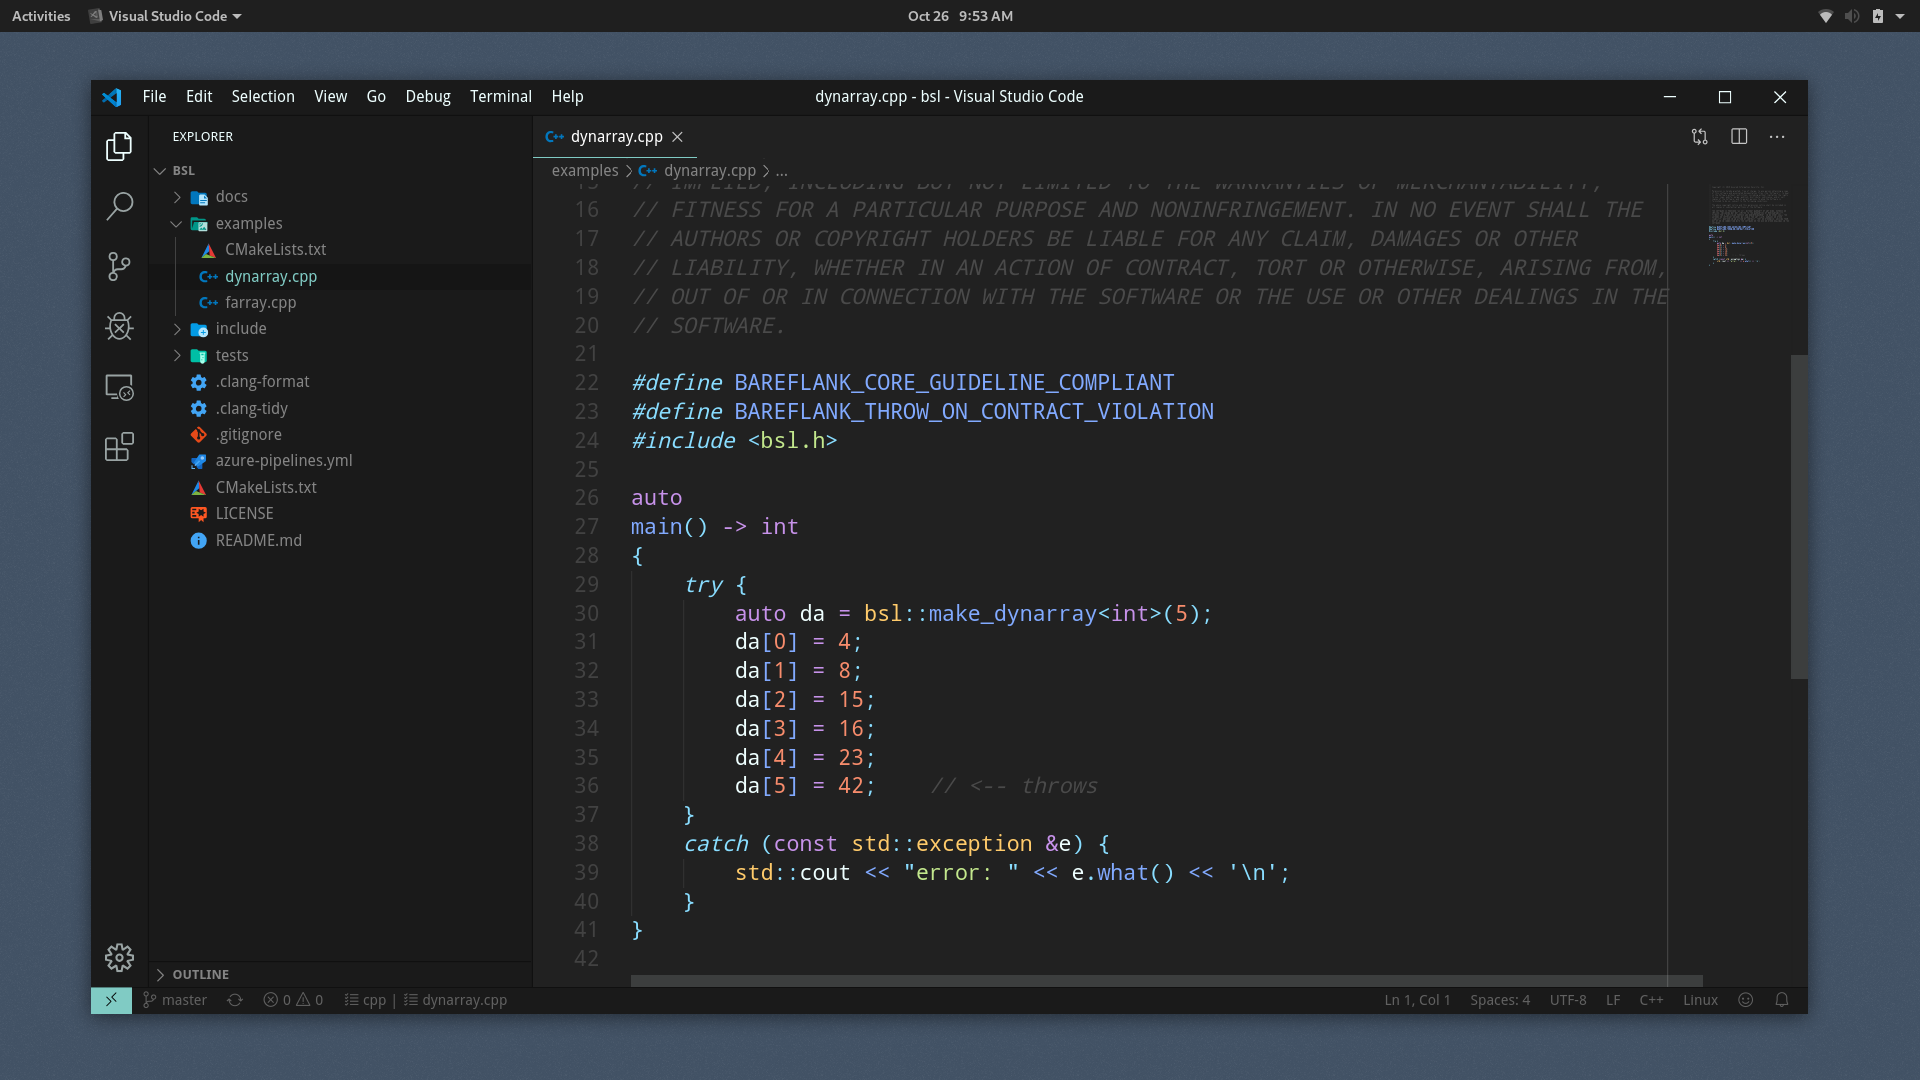 Activities Visual Studio Code Oct 26 9:53 AM
File Edit Selection View Go Debug Terminal Help dynarray.cpp - bsl - Visual Studio Code
EXPLORER
BSL
docs
examples
CMakeLists.txt
dynarray.cpp
farray.cpp
include
tests
.clang-format
.clang-tidy
.gitignore
azure-pipelines.yml
CMakeLists.txt
LICENSE
README.md
OUTLINE
C++ dynarray.cpp
examples > C++ dynarray.cpp > ...
15 // IMPLIED, INCLUDING BUT NOT LIMITED TO THE WARRANTIES OF MERCHANTABILITY,
16 // FITNESS FOR A PARTICULAR PURPOSE AND NONINFRINGEMENT. IN NO EVENT SHALL THE
17 // AUTHORS OR COPYRIGHT HOLDERS BE LIABLE FOR ANY CLAIM, DAMAGES OR OTHER
18 // LIABILITY, WHETHER IN AN ACTION OF CONTRACT, TORT OR OTHERWISE, ARISING FROM,
19 // OUT OF OR IN CONNECTION WITH THE SOFTWARE OR THE USE OR OTHER DEALINGS IN THE
20 // SOFTWARE.
21
22 #define BAREFLANK_CORE_GUIDELINE_COMPLIANT
23 #define BAREFLANK_THROW_ON_CONTRACT_VIOLATION
24 #include <bsl.h>
25
26 auto
27 main() -> int
28 {
29     try {
30         auto da = bsl::make_dynarray<int>(5);
31         da[0] = 4;
32         da[1] = 8;
33         da[2] = 15;
34         da[3] = 16;
35         da[4] = 23;
36         da[5] = 42;    // <-- throws
37     }
38     catch (const std::exception &e) {
39         std::cout << "error: " << e.what() << '\n';
40     }
41 }
42
master 0 0 cpp | dynarray.cpp Ln 1, Col 1 Spaces: 4 UTF-8 LF C++ Linux